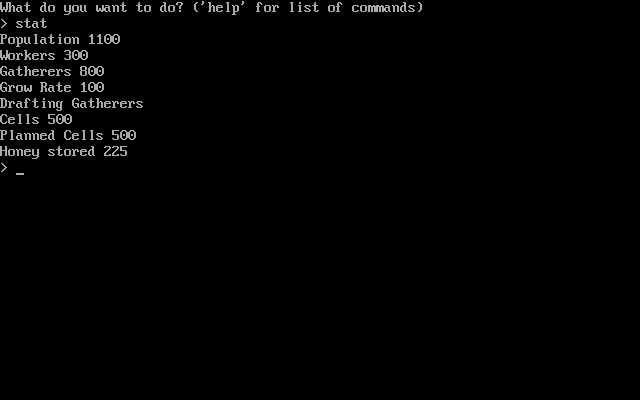 What do you want to do? ('help' for list of commands)
> stat
Population 1100
Workers 300
Gatherers 800
Grow Rate 100
Drafting Gatherers
Cells 500
Planned Cells 500
Honey stored 225
> _